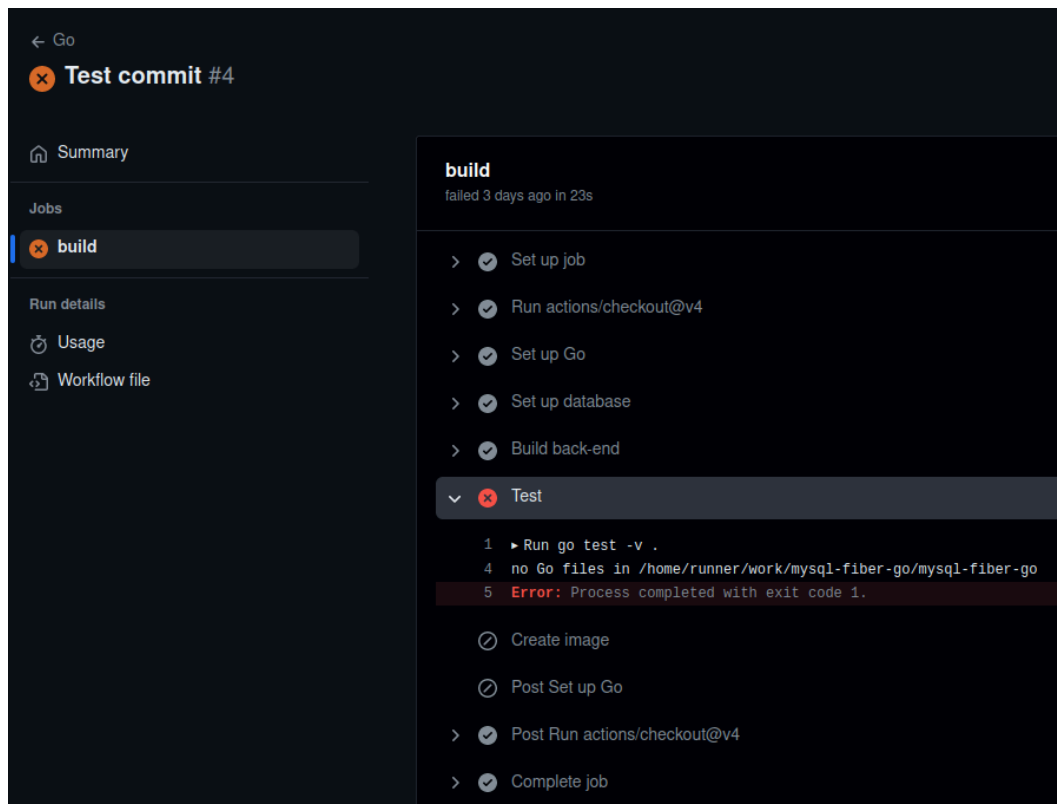 ← Go
Test commit #4
Summary
Jobs
build
Run details
Usage
Workflow file
build
failed 3 days ago in 23s
Set up job
Run actions/checkout@v4
Set up Go
Set up database
Build back-end
Test
1 ▸ Run go test -v .
4 no Go files in /home/runner/work/mysql-fiber-go/mysql-fiber-go
5 Error: Process completed with exit code 1.
Create image
Post Set up Go
Post Run actions/checkout@v4
Complete job